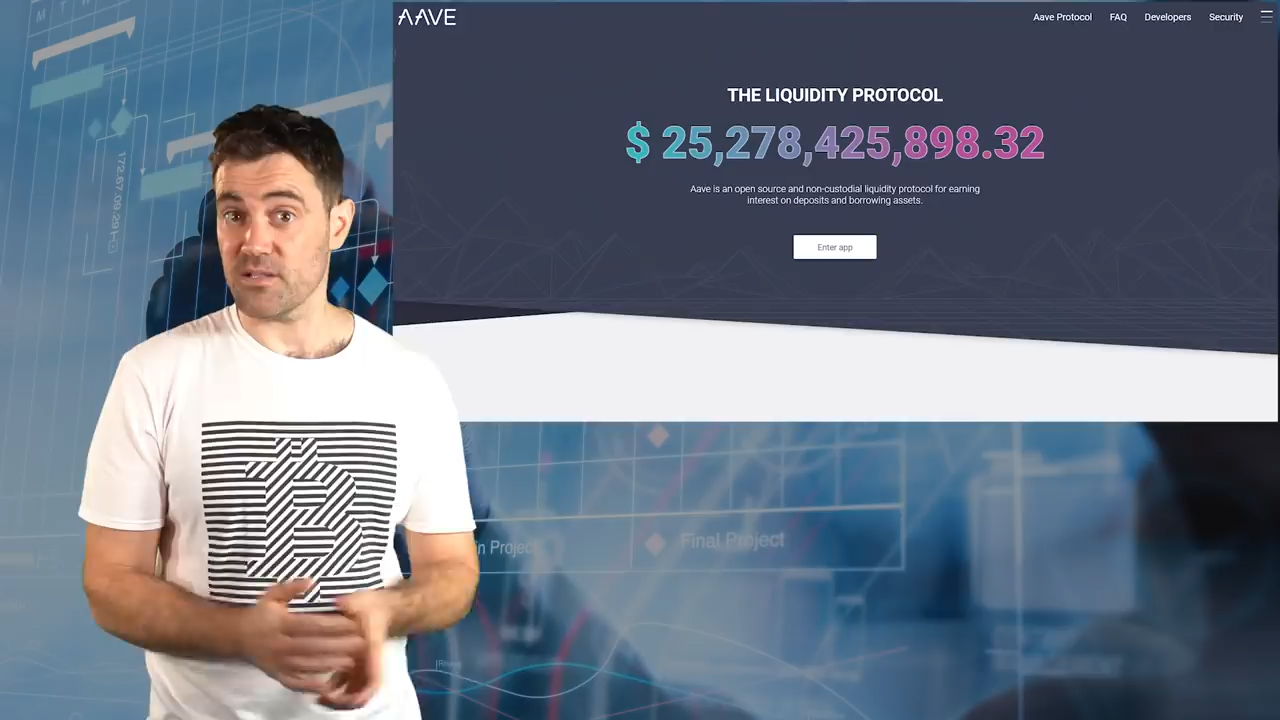 M T W
AAVE
Aave Protocol FAQ Developers Security
THE LIQUIDITY PROTOCOL
$ 25,278,425,898.32
Aave is an open source and non-custodial liquidity protocol for earning
interest on deposits and borrowing assets.
Enter app
n Project
Final Project